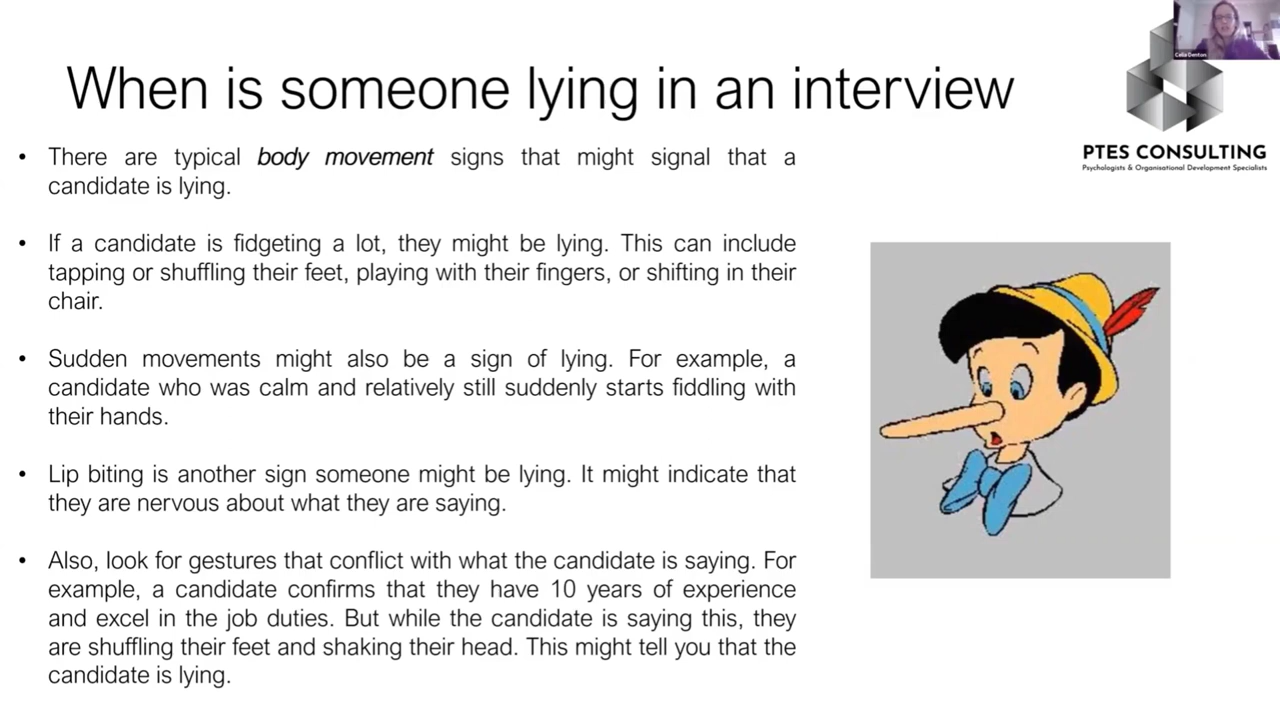 When is someone lying in an interview
• There are typical body movement signs that might signal that a
candidate is lying.
• If a candidate is fidgeting a lot, they might be lying. This can include
tapping or shuffling their feet, playing with their fingers, or shifting in their
chair.
• Sudden movements might also be a sign of lying. For example, a
candidate who was calm and relatively still suddenly starts fiddling with
their hands.
• Lip biting is another sign someone might be lying. It might indicate that
they are nervous about what they are saying.
• Also, look for gestures that conflict with what the candidate is saying. For
example, a candidate confirms that they have 10 years of experience
and excel in the job duties. But while the candidate is saying this, they
are shuffling their feet and shaking their head. This might tell you that the
candidate is lying.
Celia Denton
PTES CONSULTING
Psychologists & Organisational Development Specialists